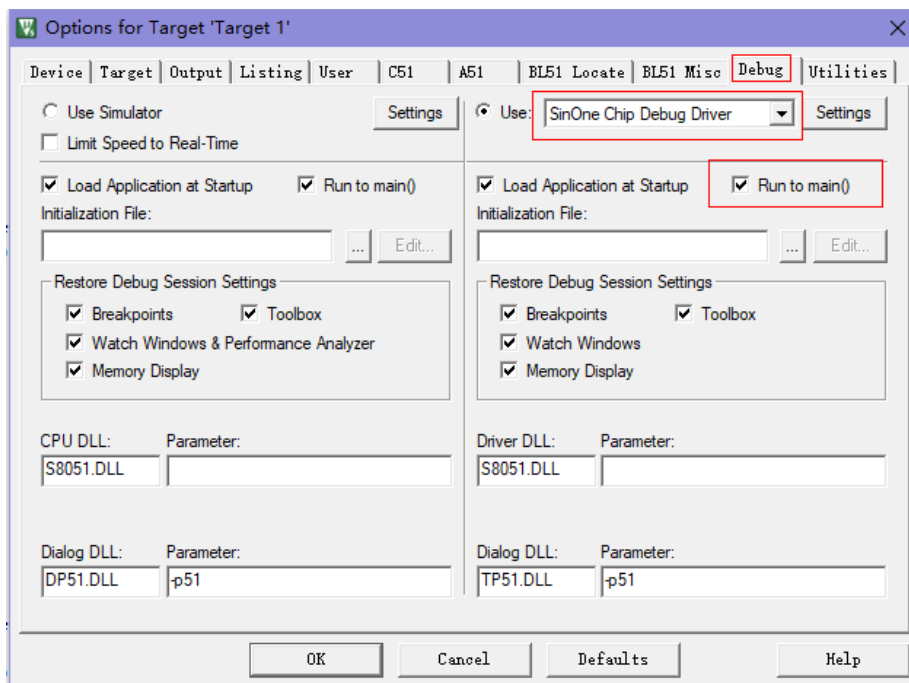 Options for Target 'Target 1'
Device Target Output Listing User C51 A51 BL51 Locate BL51 Misc Debug Utilities
Use Simulator Settings Use: SinOne Chip Debug Driver Settings
Limit Speed to Real-Time
Load Application at Startup Run to main() Load Application at Startup Run to main()
Initialization File: Initialization File:
... Edit... ... Edit...
Restore Debug Session Settings Restore Debug Session Settings
Breakpoints Toolbox Breakpoints Toolbox
Watch Windows & Performance Analyzer Watch Windows
Memory Display Memory Display
CPU DLL: Parameter: Driver DLL: Parameter:
S8051.DLL S8051.DLL
Dialog DLL: Parameter: Dialog DLL: Parameter:
DP51.DLL -p51 TP51.DLL -p51
OK Cancel Defaults Help